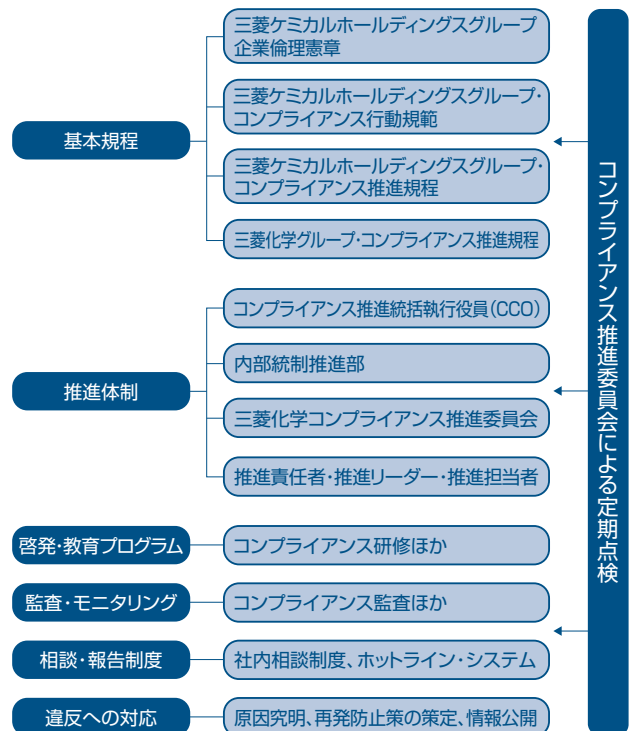 基本規程
三菱ケミカルホールディングスグループ
企業倫理憲章
三菱ケミカルホールディングスグループ・
コンプライアンス行動規範
三菱ケミカルホールディングスグループ・
コンプライアンス推進規程
三菱化学グループ・コンプライアンス推進規程
推進体制
コンプライアンス推進統括執行役員(CCO)
内部統制推進部
三菱化学コンプライアンス推進委員会
推進責任者・推進リーダー・推進担当者
啓発・教育プログラム
コンプライアンス研修ほか
監査・モニタリング
コンプライアンス監査ほか
相談・報告制度
社内相談制度、ホットライン・システム
違反への対応
原因究明、再発防止策の策定、情報公開
コンプライアンス推進委員会による定期点検